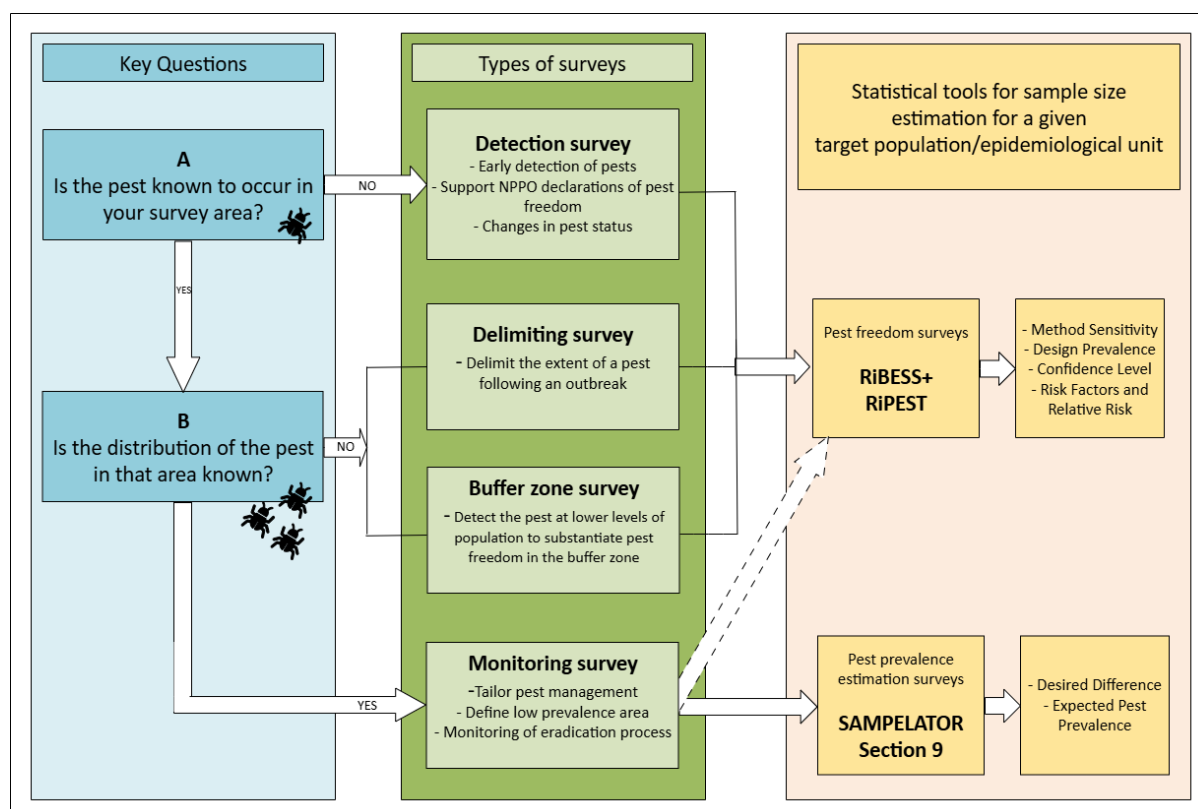 Key Questions
A
Is the pest known to occur in
your survey area?
NO
YES
B
Is the distribution of the pest
in that area known?
NO
YES
Types of surveys
Detection survey
- Early detection of pests
- Support NPPO declarations of pest
freedom
- Changes in pest status
Delimiting survey
- Delimit the extent of a pest
following an outbreak
Buffer zone survey
- Detect the pest at lower levels of
population to substantiate pest
freedom in the buffer zone
Monitoring survey
-Tailor pest management
- Define low prevalence area
- Monitoring of eradication process
Statistical tools for sample size
estimation for a given
target population/epidemiological unit
Pest freedom surveys
RiBESS+
RiPEST
- Method Sensitivity
- Design Prevalence
- Confidence Level
- Risk Factors and
Relative Risk
Pest prevalence
estimation surveys
SAMPELATOR
Section 9
- Desired Difference
- Expected Pest
Prevalence